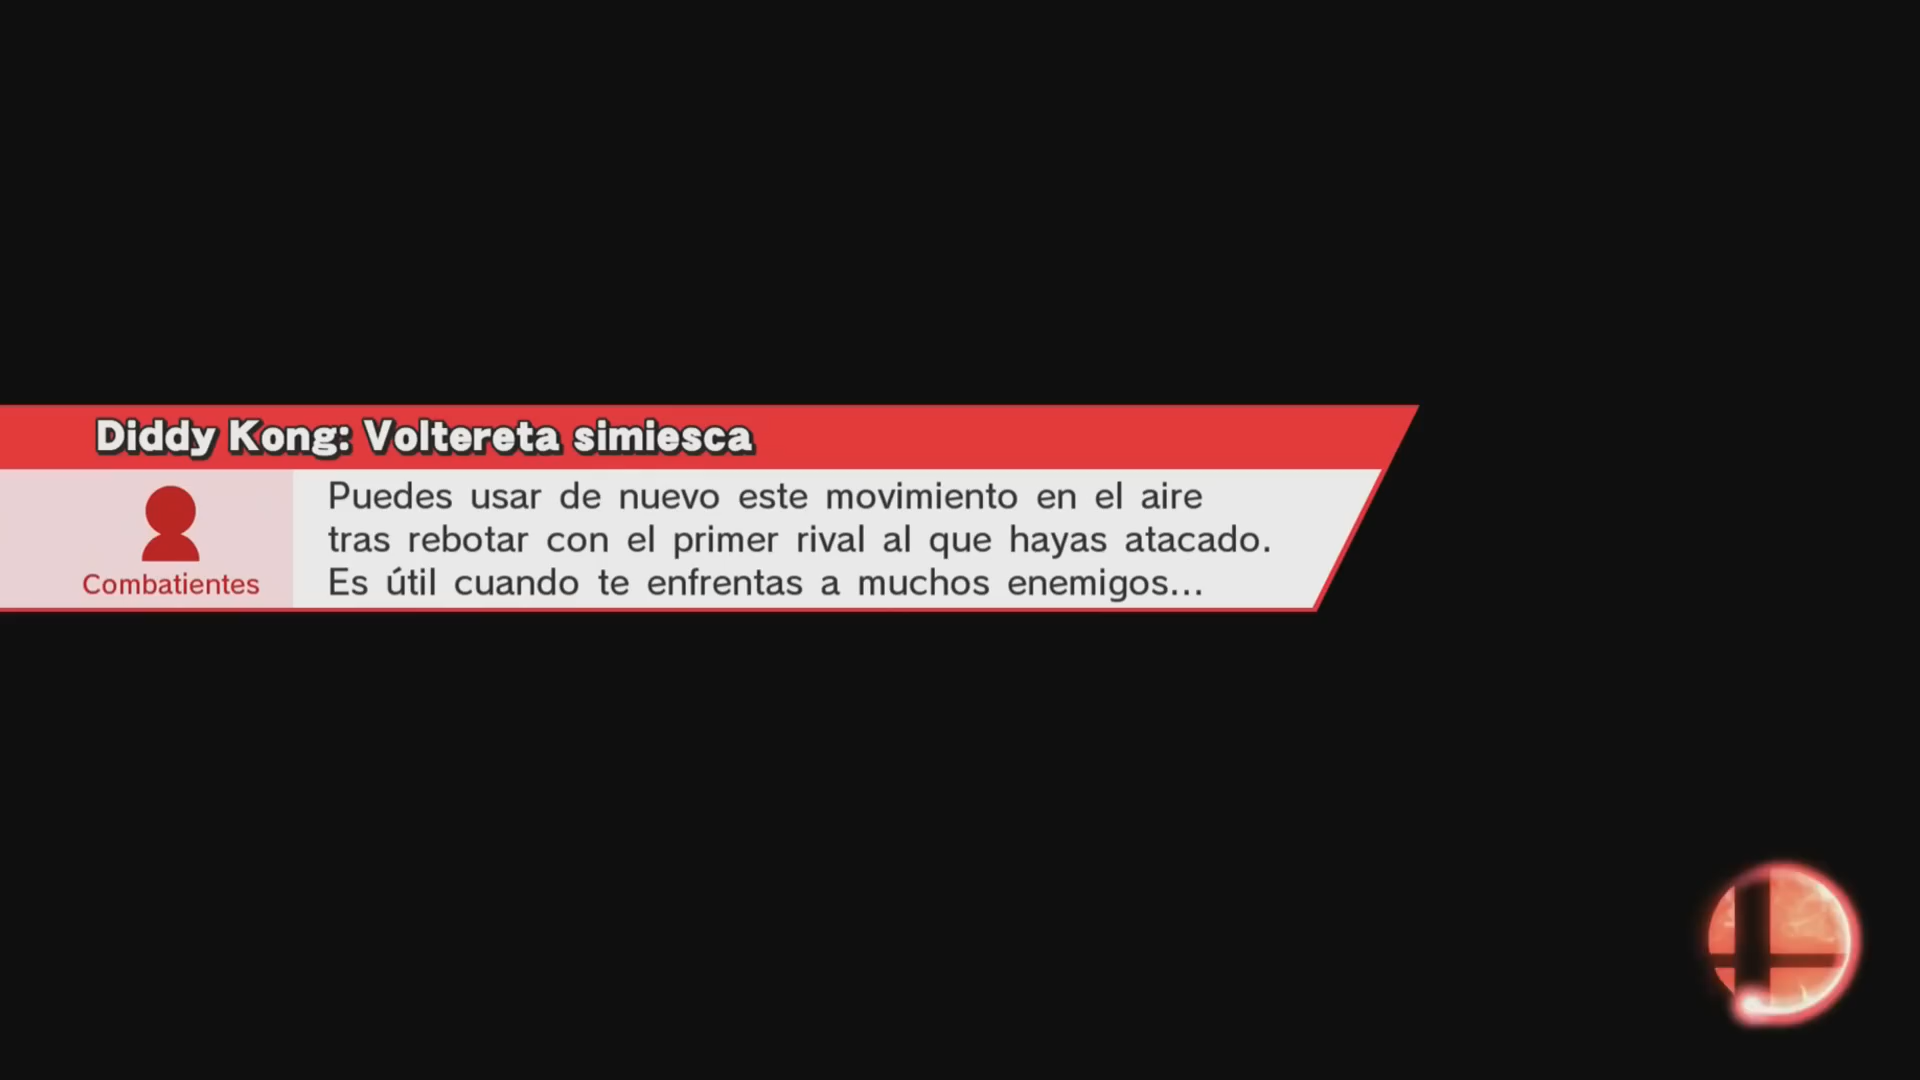 Diddy Kong: Voltereta simiesca
Combatientes
Puedes usar de nuevo este movimiento en el aire
tras rebotar con el primer rival al que hayas atacado.
Es útil cuando te enfrentas a muchos enemigos...